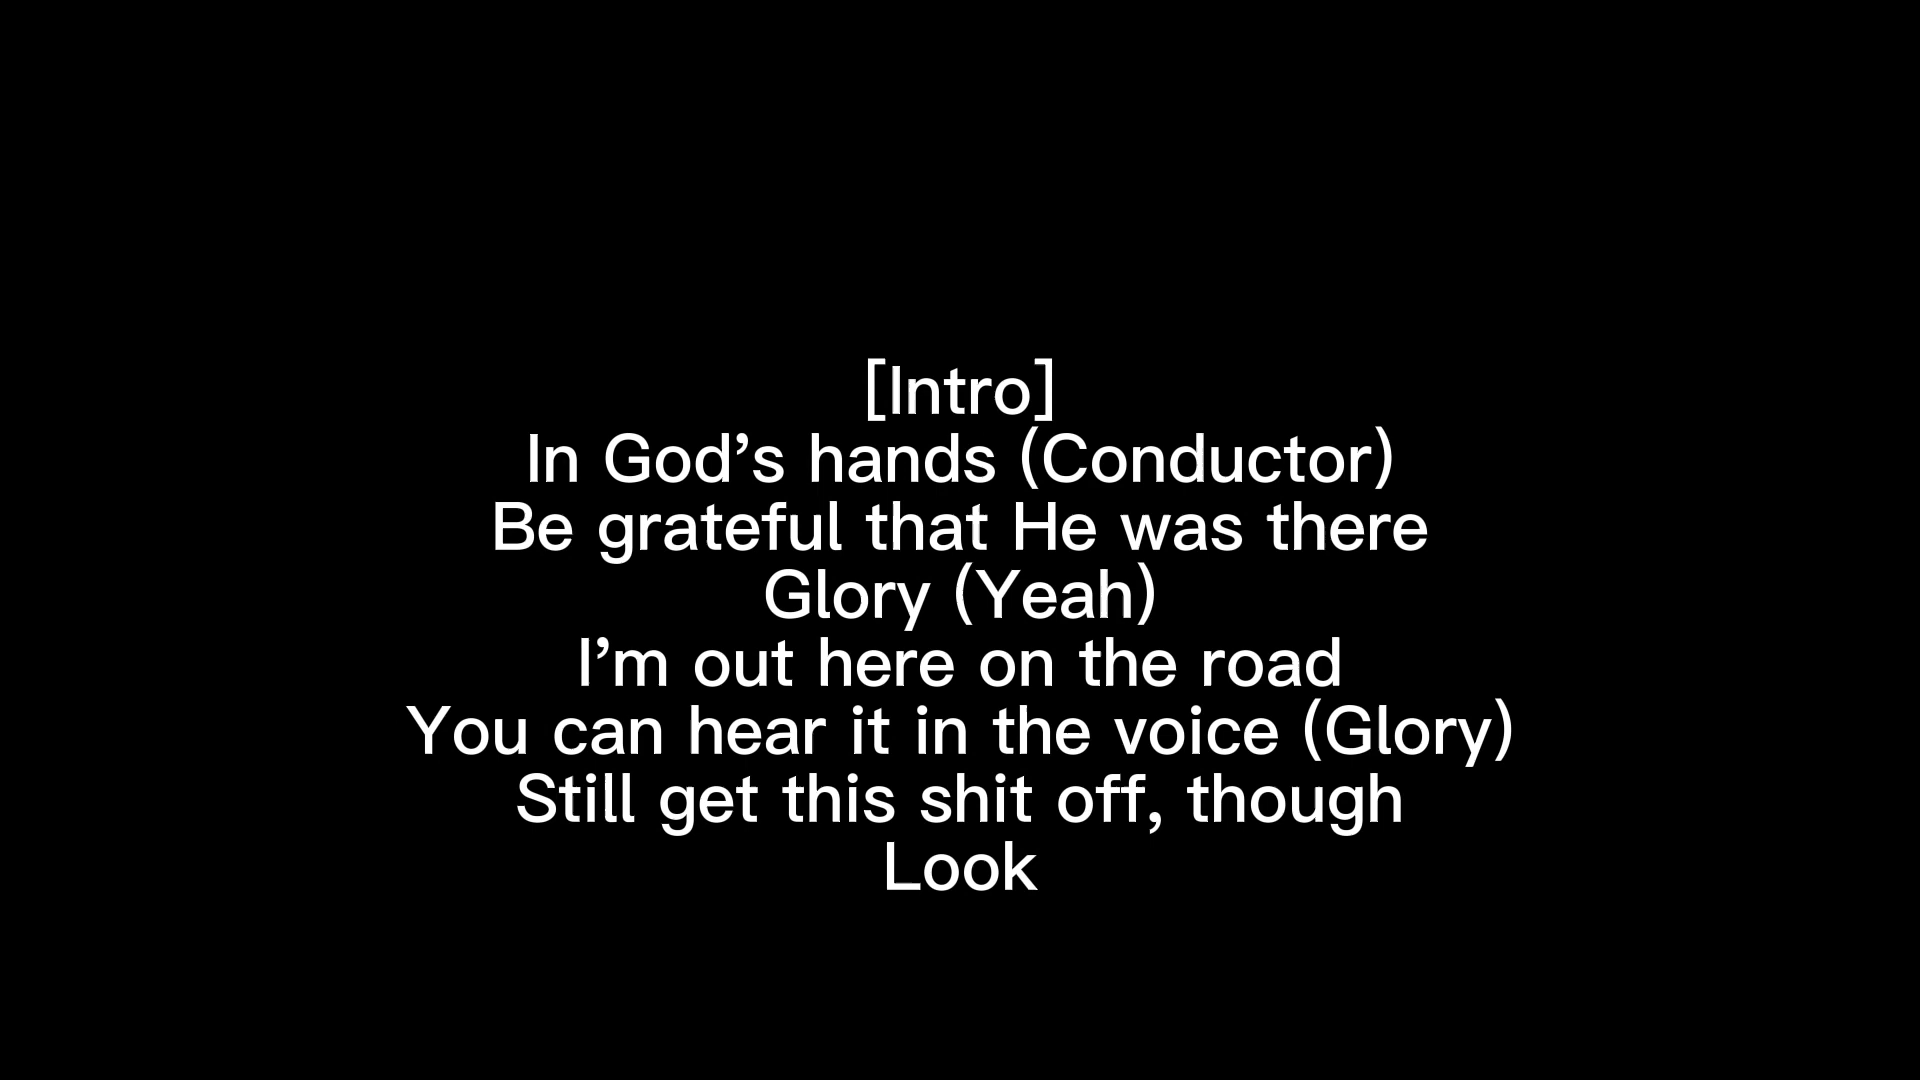 [Intro]
In God’s hands (Conductor)
Be grateful that He was there
Glory (Yeah)
I’m out here on the road
You can hear it in the voice (Glory)
Still get this shit off, though
Look